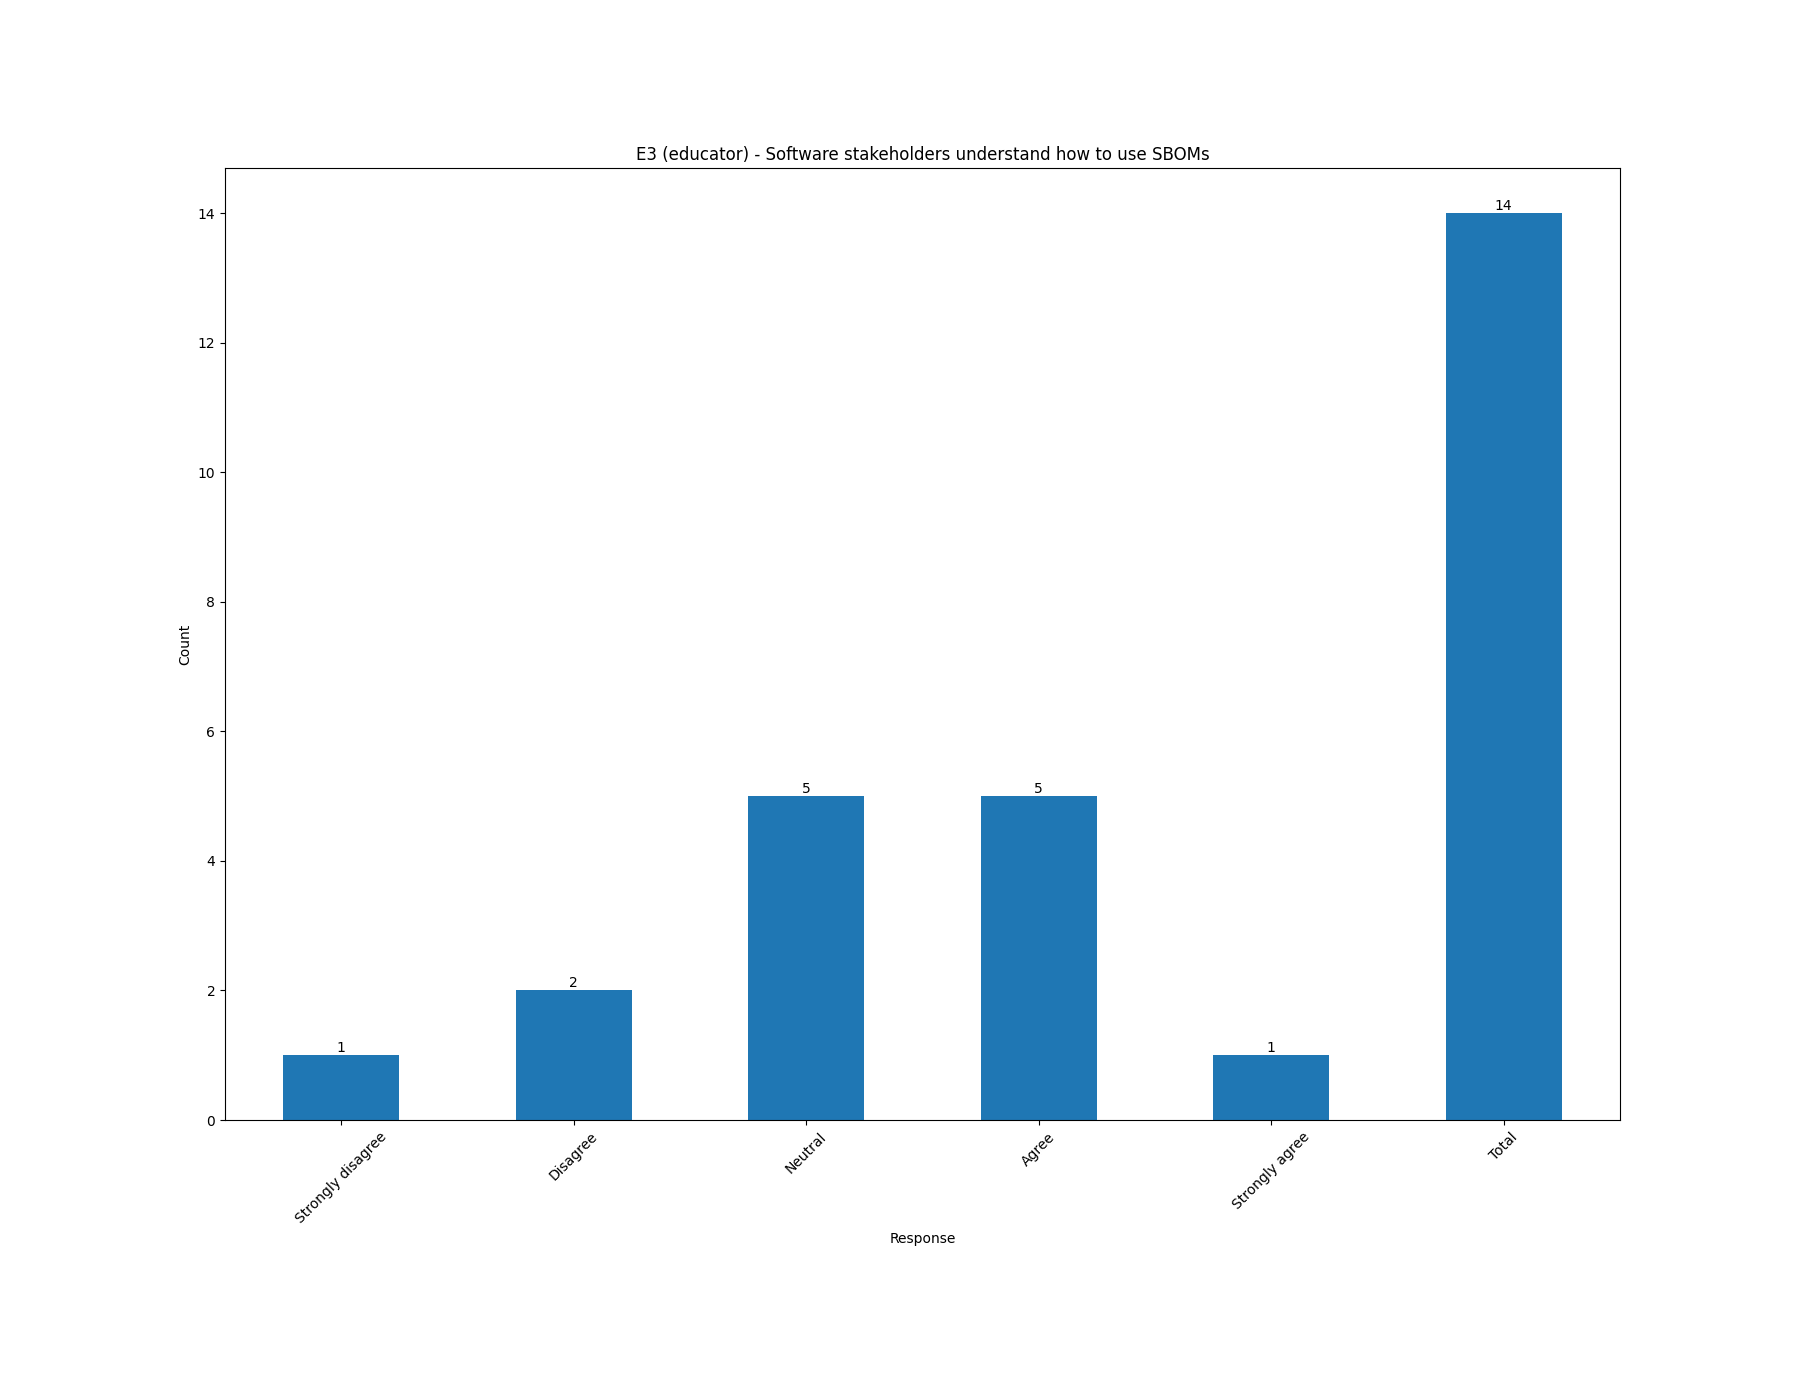 E3 (educator) - Software stakeholders understand how to use SBOMs
14
12
10
8
6
4
2
0
Count
1
2
5
5
1
14
Strongly disagree
Disagree
Neutral
Agree
Strongly agree
Total
Response